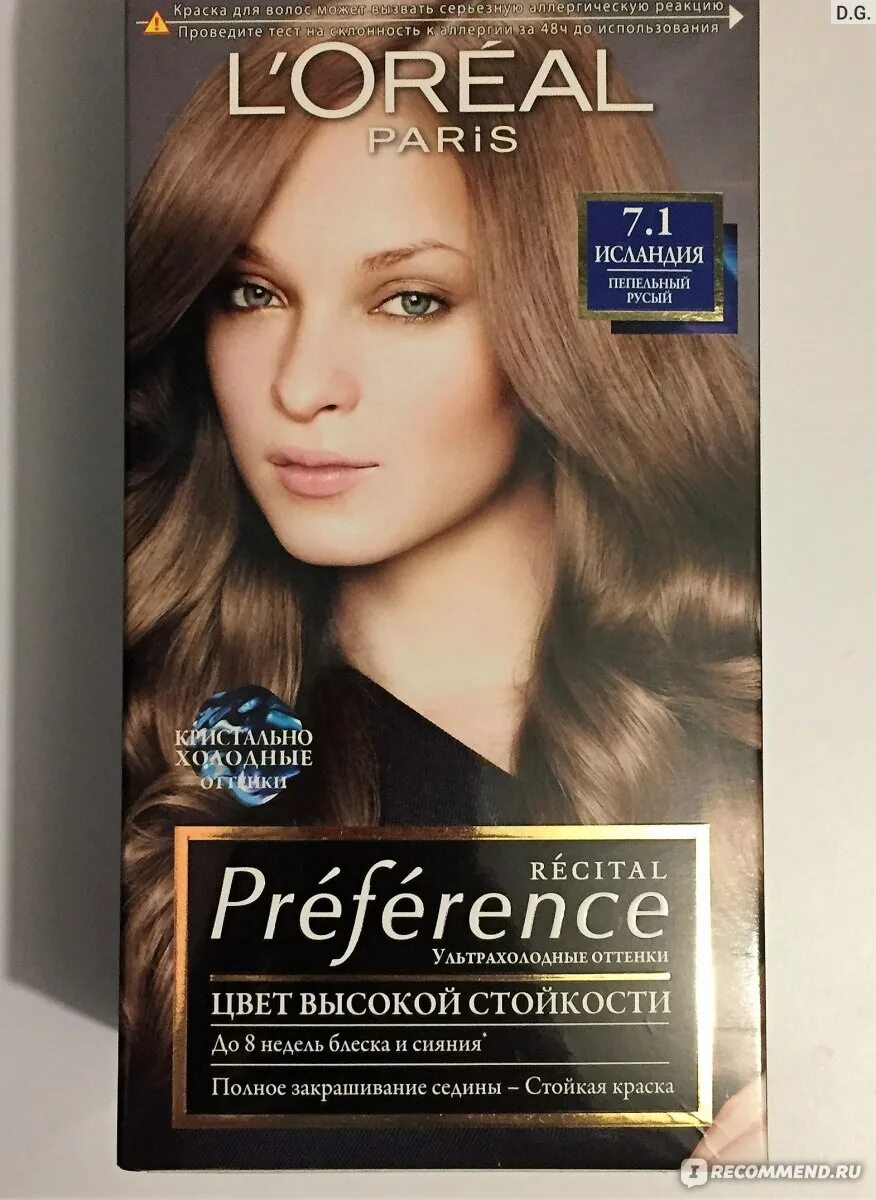 D.G.
Краска для волос может вызвать серьезную аллергическую реакцию
Проведите тест на склонность к аллергии за 48ч до использования
L'ORÉAL
PARiS
7.1
ИСЛАНДИЯ
ПЕПЕЛЬНЫЙ
РУСЫЙ
КРИСТАЛЬНО
ХОЛОДНЫЕ
ОТТЕНКИ
RÉCITAL
Préférence
УЛЬТРАХОЛОДНЫЕ ОТТЕНКИ
ЦВЕТ ВЫСОКОЙ СТОЙКОСТИ
До 8 недель блеска и сияния*
Полное закрашивание седины – Стойкая краска
I RECOMMEND.RU